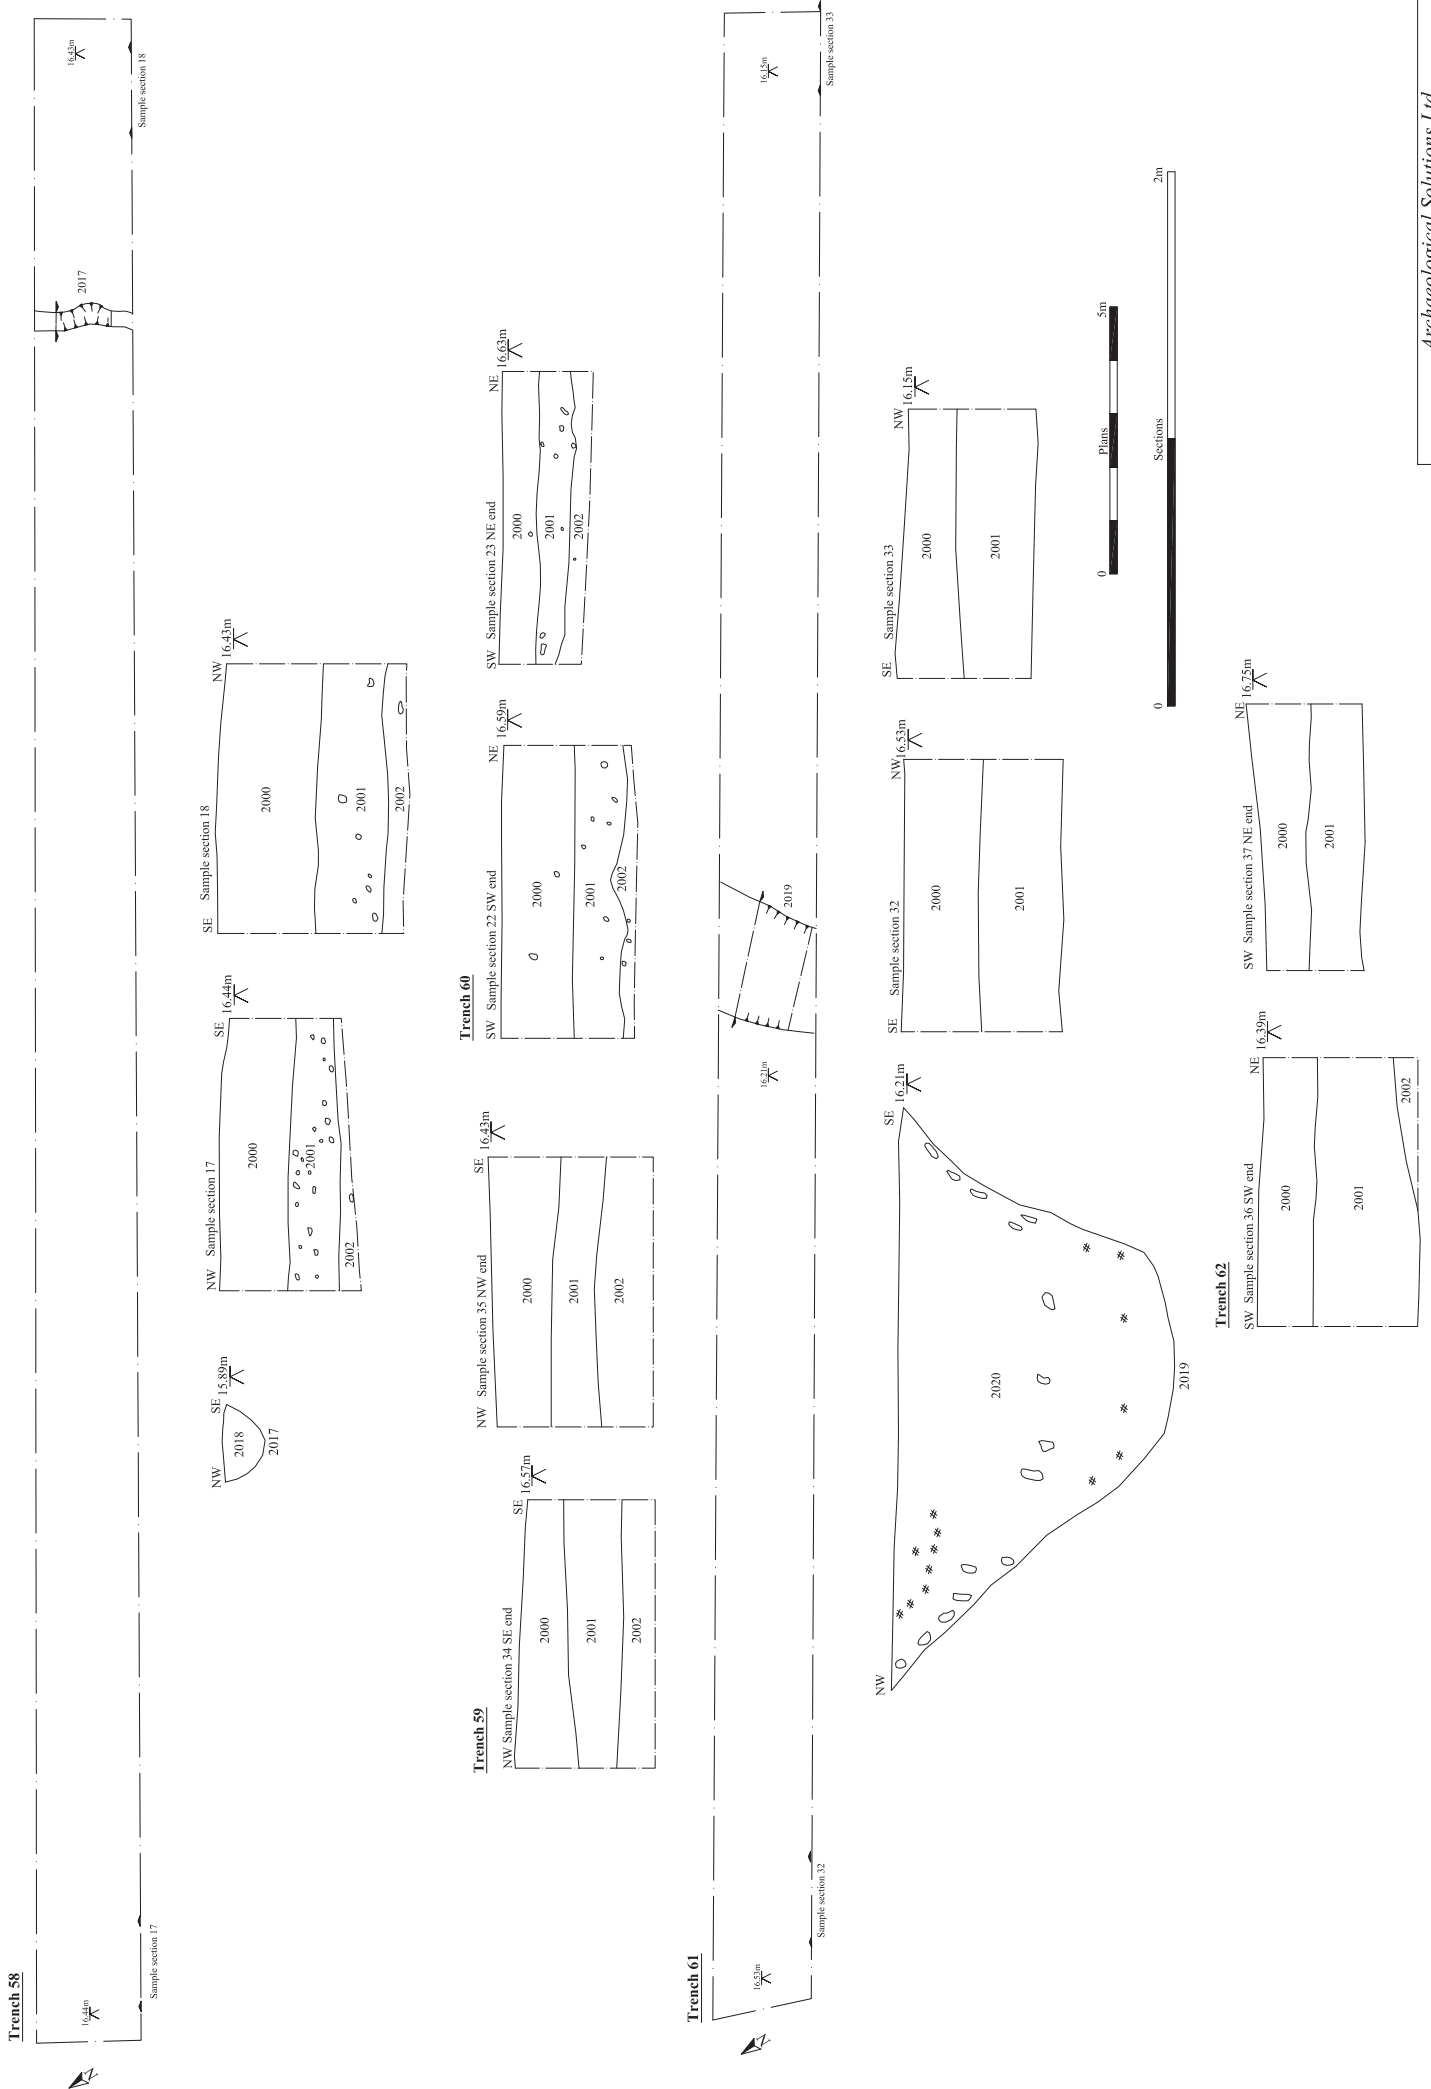 Trench 58
16.44m
Sample section 17
2017
16.43m
Sample section 18
N
NW
SE
15.89m
2018
2017
NW Sample section 17
SE
16.44m
2000
2001
2002
SE Sample section 18
NW
16.43m
2000
2001
2002
Trench 59
NW Sample section 34 SE end
SE
16.57m
2000
2001
2002
NW Sample section 35 NW end
SE
16.43m
2000
2001
2002
Trench 60
SW Sample section 22 SW end
NE
16.59m
2000
2001
2002
SW Sample section 23 NE end
NE
16.63m
2000
2001
2002
Trench 61
16.53m
Sample section 32
16.21m
2019
16.15m
Sample section 33
N
NW
SE
16.21m
2020
2019
SE Sample section 32
NW
16.53m
2000
2001
SE Sample section 33
NW
16.15m
2000
2001
Trench 62
SW Sample section 36 SW end
NE
16.39m
2000
2001
2002
SW Sample section 37 NE end
NE
16.75m
2000
2001
0 Plans 5m
0 Sections 2m
Archaeological Solutions Ltd